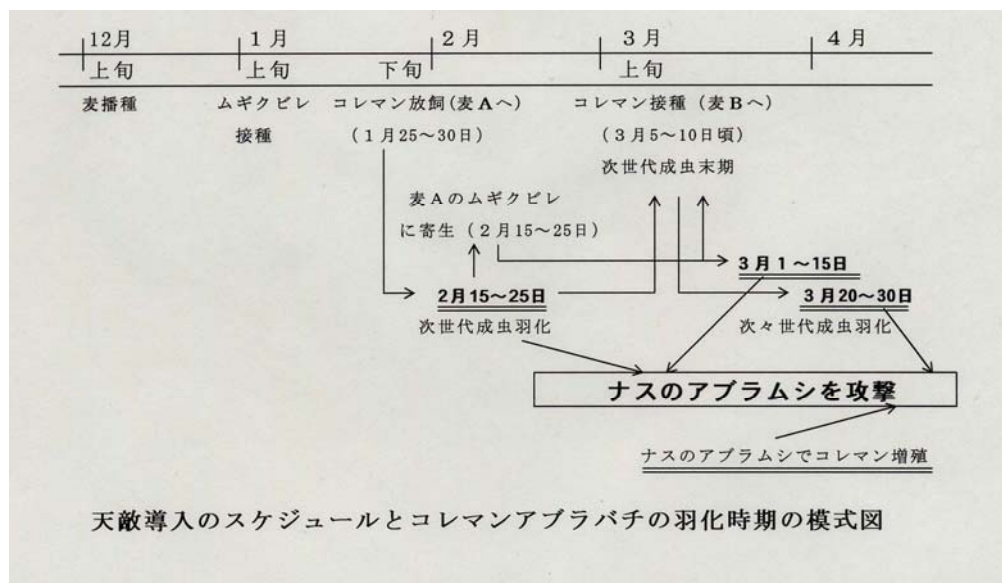 12月 1月 2月 3月 4月
上旬 上旬 下旬 上旬
麦播種 ムギクビレ コレマン放飼(麦Aへ) コレマン接種(麦Bへ)
接種 (1月25〜30日) (3月5〜10日頃)
次世代成虫末期
麦Aのムギクビレ
に寄生(2月15〜25日)
3月1〜15日
2月15〜25日 3月20〜30日
次世代成虫羽化 次々世代成虫羽化
ナスのアブラムシを攻撃
ナスのアブラムシでコレマン増殖
天敵導入のスケジュールとコレマンアブラバチの羽化時期の模式図